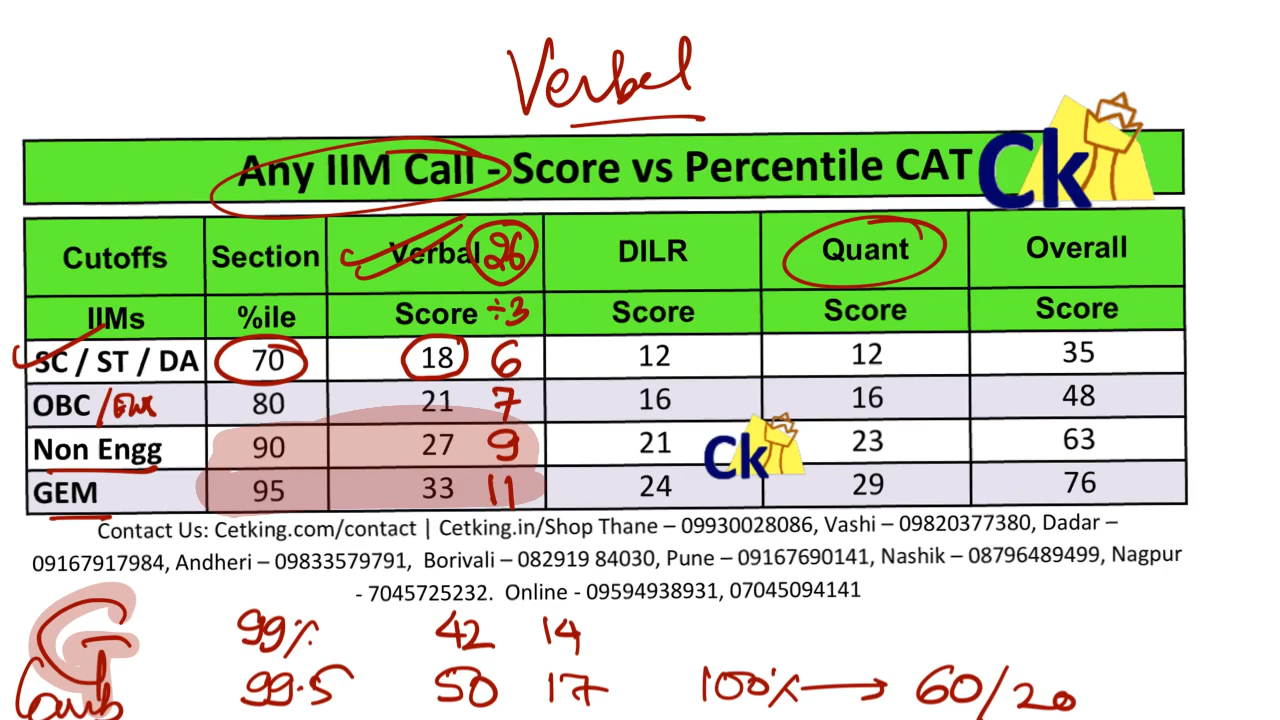 Verbal
Any IIM Call - Score vs Percentile CAT Ck
Cutoffs Section Verbal 26 DILR Quant Overall
IIMs %ile Score ÷3 Score Score Score
SC / ST / DA 70 18 6 12 12 35
OBC /EWS 80 21 7 16 16 48
Non Engg 90 27 9 21 Ck 23 63
GEM 95 33 11 24 29 76
Contact Us: Cetking.com/contact | Cetking.in/Shop Thane – 09930028086, Vashi – 09820377380, Dadar –
09167917984, Andheri – 09833579791, Borivali – 082919 84030, Pune – 09167690141, Nashik – 08796489499, Nagpur
- 7045725232. Online - 09594938931, 07045094141
G 99% 42 14
99.5 50 17 100% → 60/20